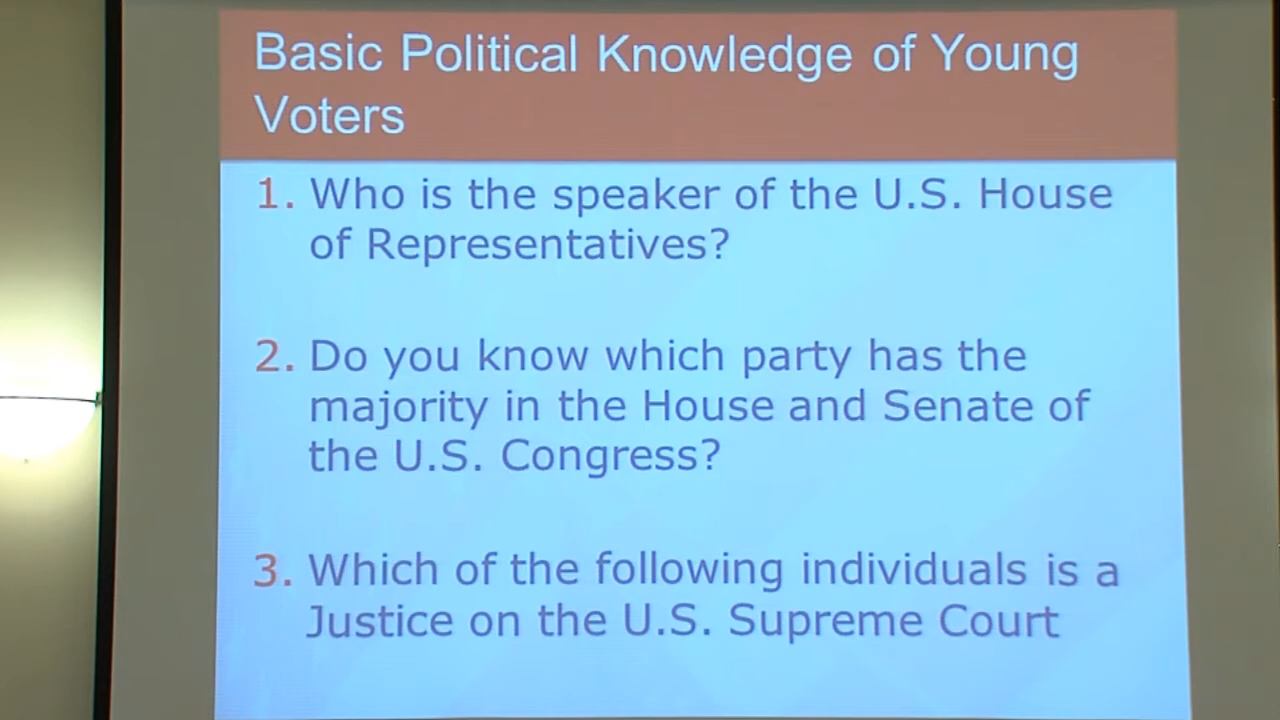 Basic Political Knowledge of Young
Voters
1. Who is the speaker of the U.S. House
of Representatives?
2. Do you know which party has the
majority in the House and Senate of
the U.S. Congress?
3. Which of the following individuals is a
Justice on the U.S. Supreme Court